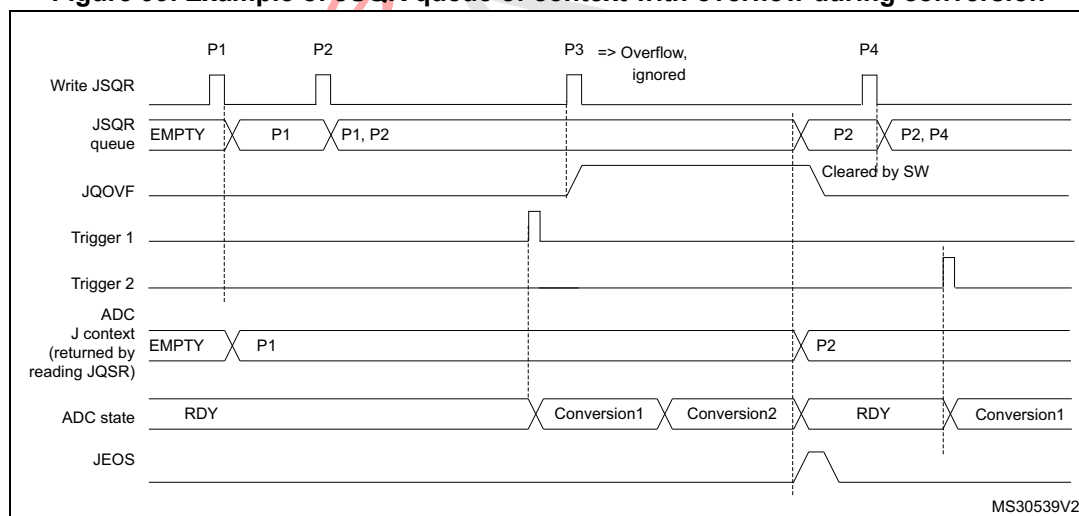 P1 P2 P3 => Overflow, P4
ignored
Write JSQR
JSQR
queue
EMPTY P1 P1, P2 P2 P2, P4
Cleared by SW
JQOVF
Trigger 1
Trigger 2
ADC
J context
(returned by
reading JQSR)
EMPTY P1 P2
ADC state RDY Conversion1 Conversion2 RDY Conversion1
JEOS
MS30539V2